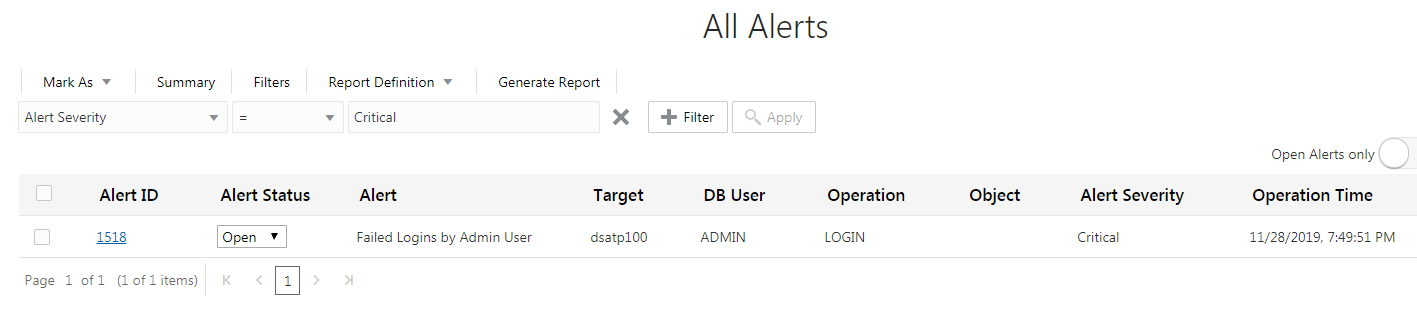 All Alerts
Mark As Summary Filters Report Definition Generate Report
Alert Severity = Critical Filter Apply
Open Alerts only
Alert ID Alert Status Alert Target DB User Operation Object Alert Severity Operation Time
1518 Open Failed Logins by Admin User dsatp100 ADMIN LOGIN Critical 11/28/2019, 7:49:51 PM
Page 1 of 1 (1 of 1 items) 1